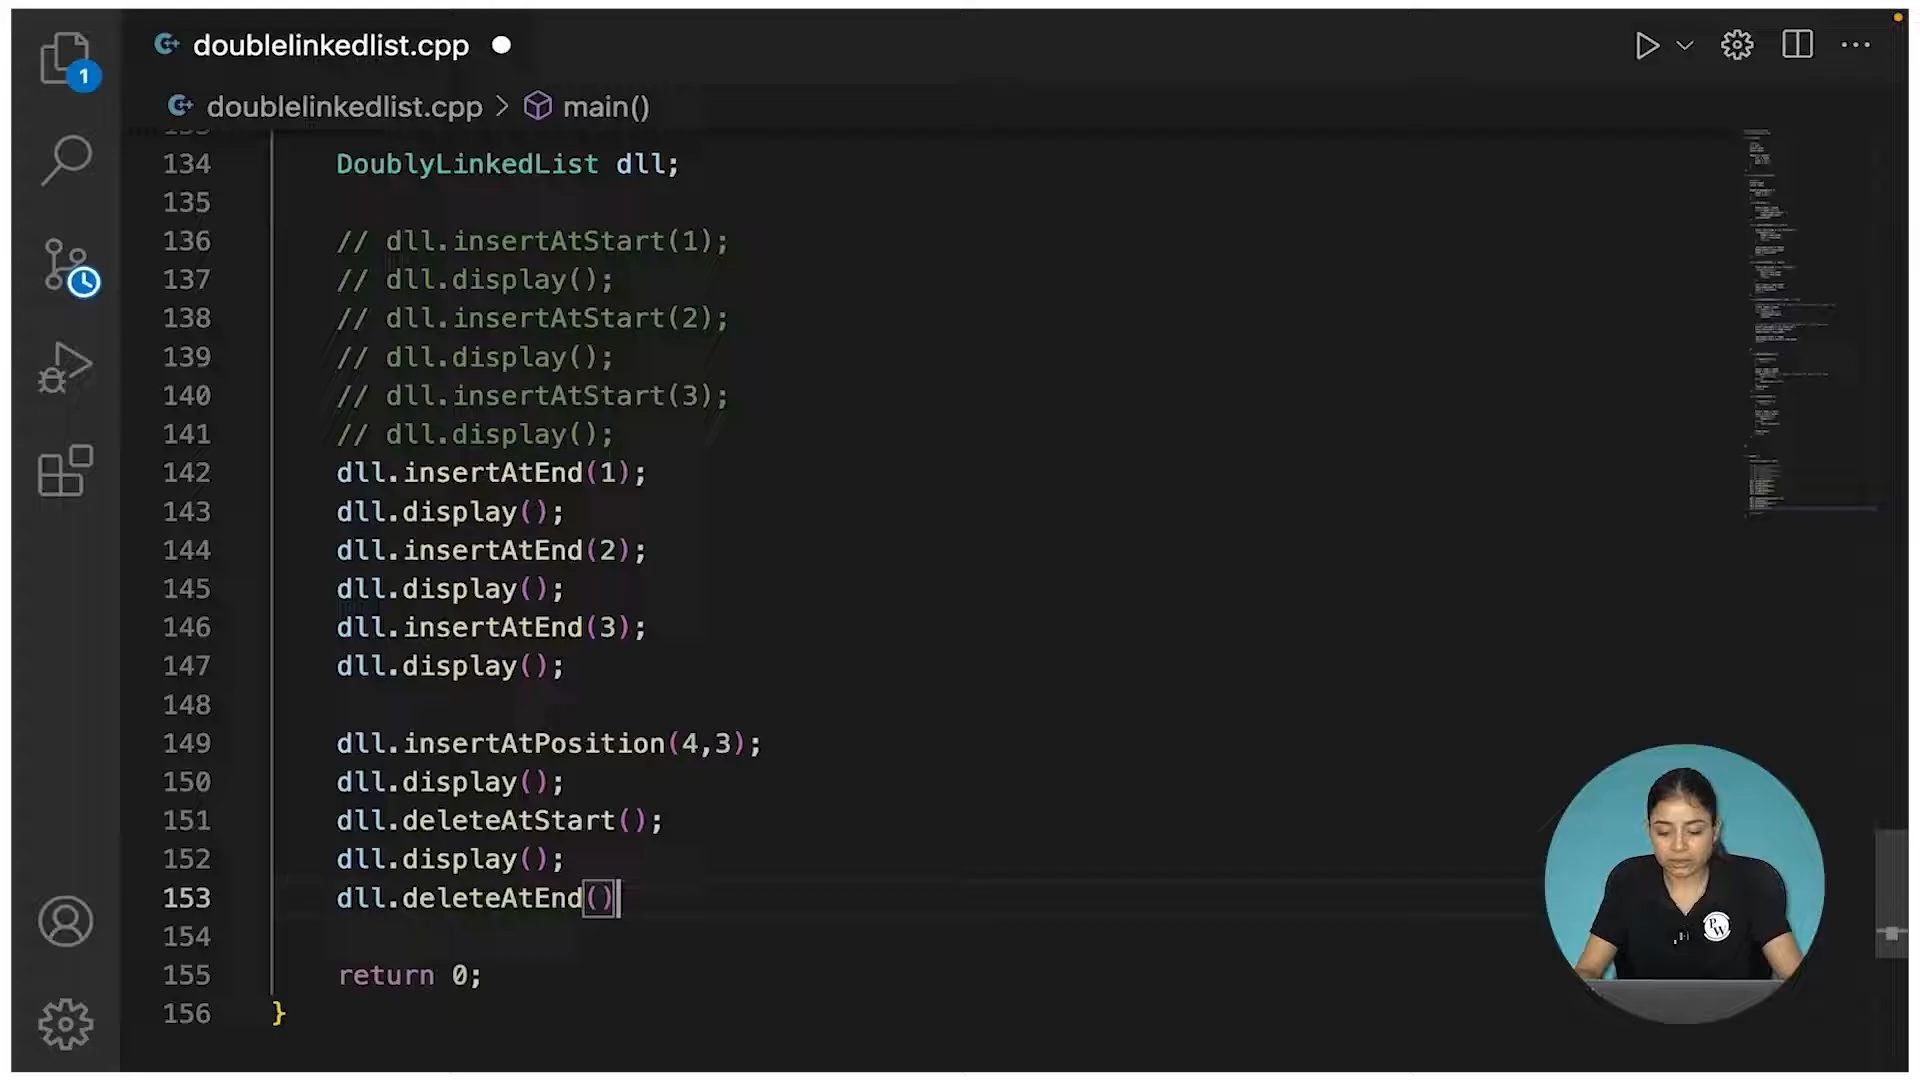 doublelinkedlist.cpp
1
doublelinkedlist.cpp > main()
134 DoublyLinkedList dll;
135
136 // dll.insertAtStart(1);
137 // dll.display();
138 // dll.insertAtStart(2);
139 // dll.display();
140 // dll.insertAtStart(3);
141 // dll.display();
142 dll.insertAtEnd(1);
143 dll.display();
144 dll.insertAtEnd(2);
145 dll.display();
146 dll.insertAtEnd(3);
147 dll.display();
148
149 dll.insertAtPosition(4,3);
150 dll.display();
151 dll.deleteAtStart();
152 dll.display();
153 dll.deleteAtEnd()
154
155 return 0;
156 }
PW